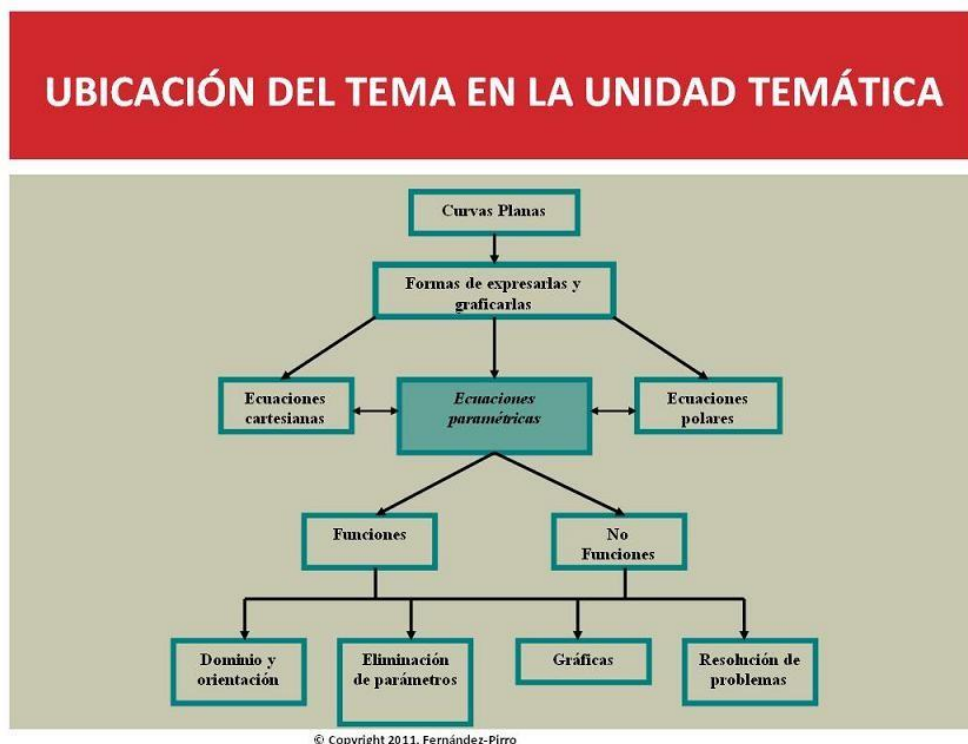 UBICACIÓN DEL TEMA EN LA UNIDAD TEMÁTICA
Curvas Planas
Formas de expresarlas y
graficarlas
Ecuaciones
cartesianas
Ecuaciones
paramétricas
Ecuaciones
polares
Funciones
No
Funciones
Dominio y
orientación
Eliminación
de parámetros
Gráficas
Resolución de
problemas
© Copyright 2011. Fernández-Pirro